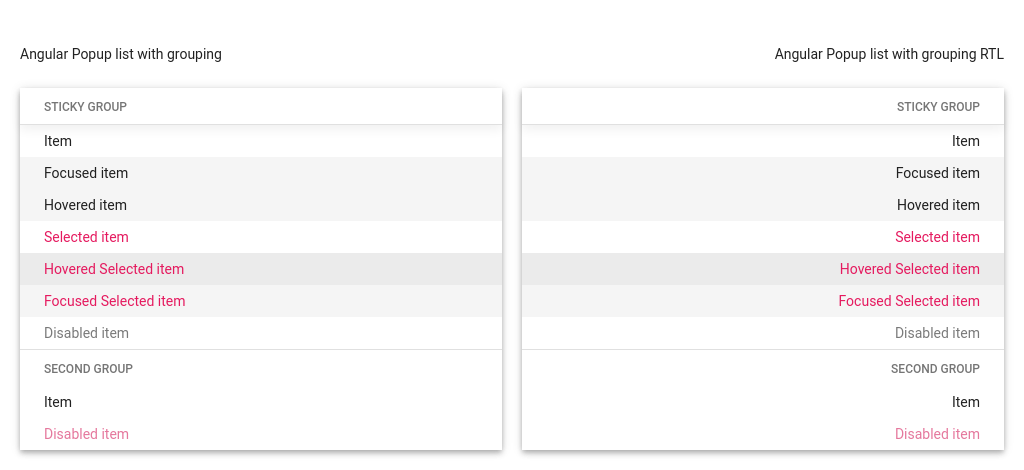 Angular Popup list with grouping
STICKY GROUP
Item
Focused item
Hovered item
Selected item
Hovered Selected item
Focused Selected item
Disabled item
SECOND GROUP
Item
Disabled item
Angular Popup list with grouping RTL
STICKY GROUP
Item
Focused item
Hovered item
Selected item
Hovered Selected item
Focused Selected item
Disabled item
SECOND GROUP
Item
Disabled item